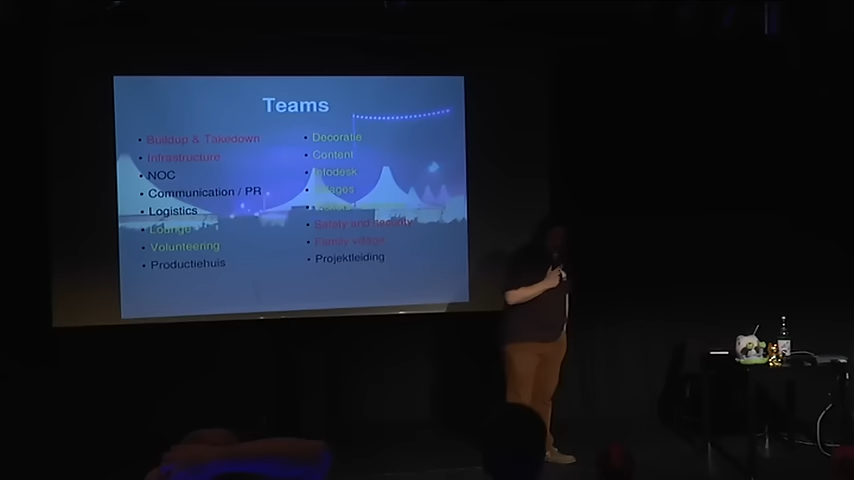 Teams
• Buildup & Takedown
• Infrastructure
• NOC
• Communication / PR
• Logistics
• Lounge
• Volunteering
• Productiehuis
• Decoratie
• Content
• Infodesk
• Villages
• Safety and security
• Family village
• Projektleiding